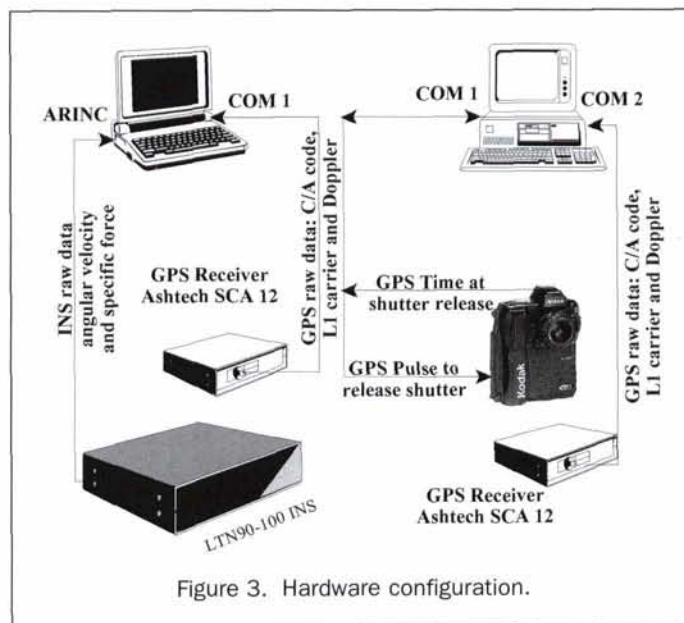 ARINC
COM 1
COM 1
COM 2
INS raw data
angular velocity
and specific force
GPS Receiver
Ashtech SCA 12
GPS raw data: C/A code,
L1 carrier and Doppler
GPS Time at
shutter release
GPS Pulse to
release shutter
Kodak
GPS raw data: C/A code,
L1 carrier and Doppler
LTN90-100 INS
GPS Receiver
Ashtech SCA 12
Figure 3. Hardware configuration.